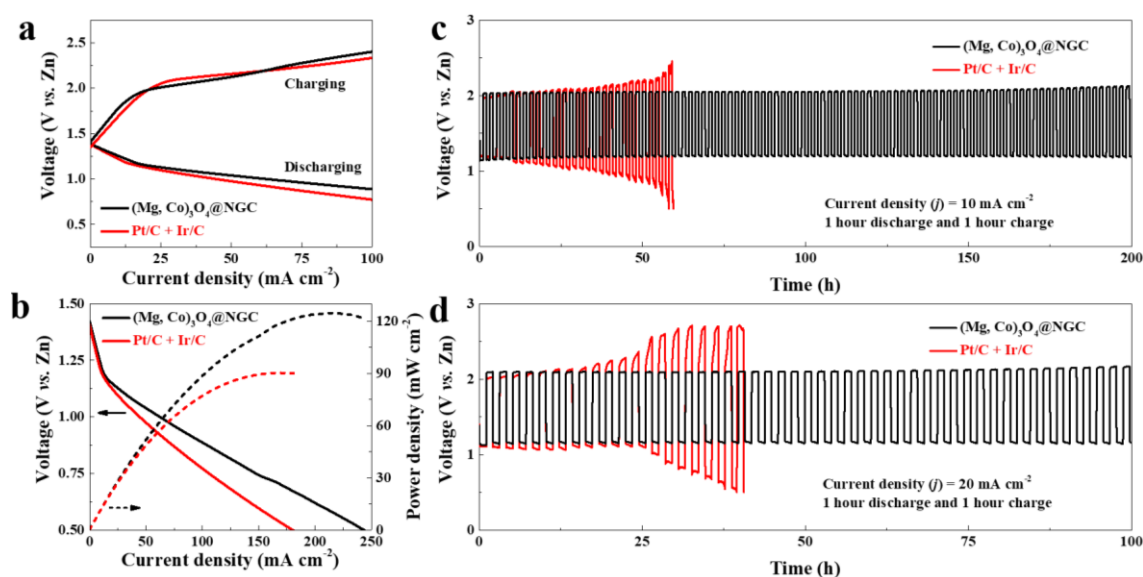 a
2.5
2.0
1.5
1.0
0.5
Voltage (V vs. Zn)
Charging
Discharging
(Mg, Co)₃O₄@NGC
Pt/C + Ir/C
0 25 50 75 100
Current density (mA cm⁻²)
b
1.50
1.25
1.00
0.75
0.50
Voltage (V vs. Zn)
(Mg, Co)₃O₄@NGC
Pt/C + Ir/C
120
90
60
30
0
Power density (mW cm⁻²)
0 50 100 150 200 250
Current density (mA cm⁻²)
c
3
2
1
0
Voltage (V vs. Zn)
(Mg, Co)₃O₄@NGC
Pt/C + Ir/C
Current density (j) = 10 mA cm⁻²
1 hour discharge and 1 hour charge
0 25 50 75 100 125 150 175 200
Time (h)
d
3
2
1
0
Voltage (V vs. Zn)
(Mg, Co)₃O₄@NGC
Pt/C + Ir/C
Current density (j) = 20 mA cm⁻²
1 hour discharge and 1 hour charge
0 25 50 75 100
Time (h)